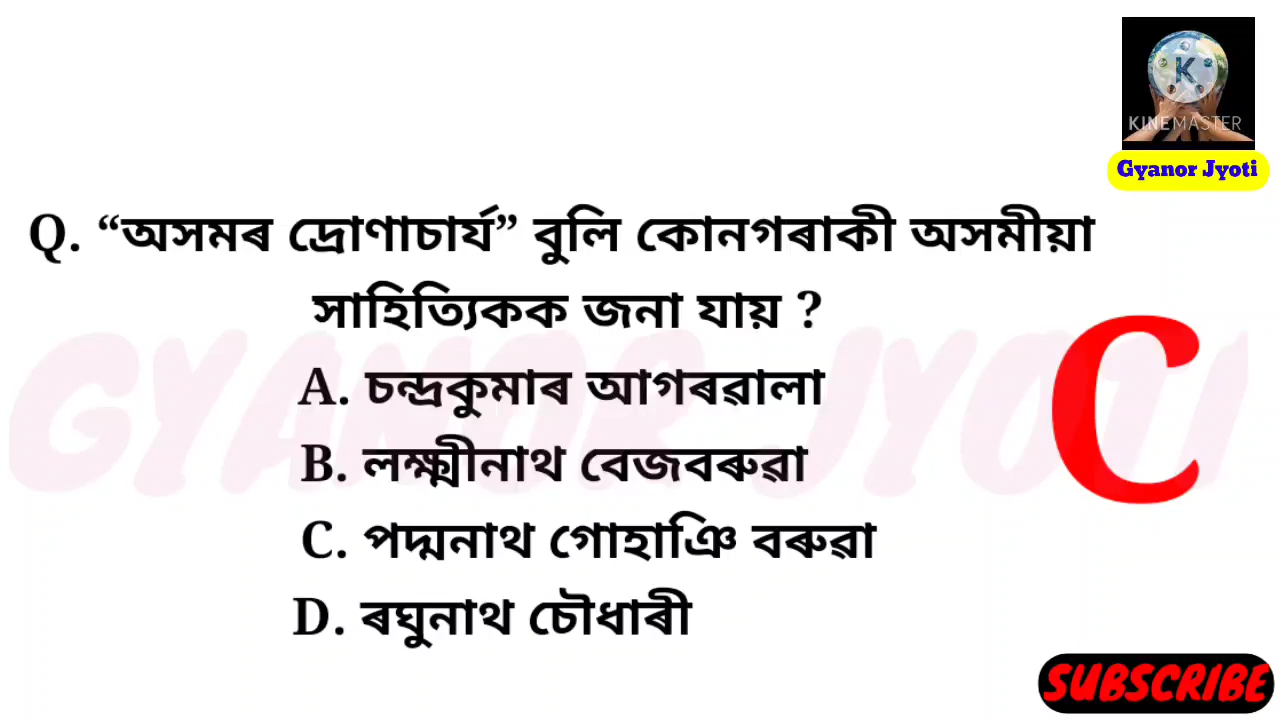 KINEMASTER
Gyanor Jyoti
Q. “অসমৰ দ্ৰোণাচাৰ্য” বুলি কোনগৰাকী অসমীয়া
সাহিত্যিকক জনা যায় ?
A. চন্দ্ৰকুমাৰ আগৰৱালা
B. লক্ষ্মীনাথ বেজবৰুৱা
C. পদ্মনাথ গোহাঞি বৰুৱা
D. ৰঘুনাথ চৌধাৰী
C
GYANOR JYOTI
SUBSCRIBE